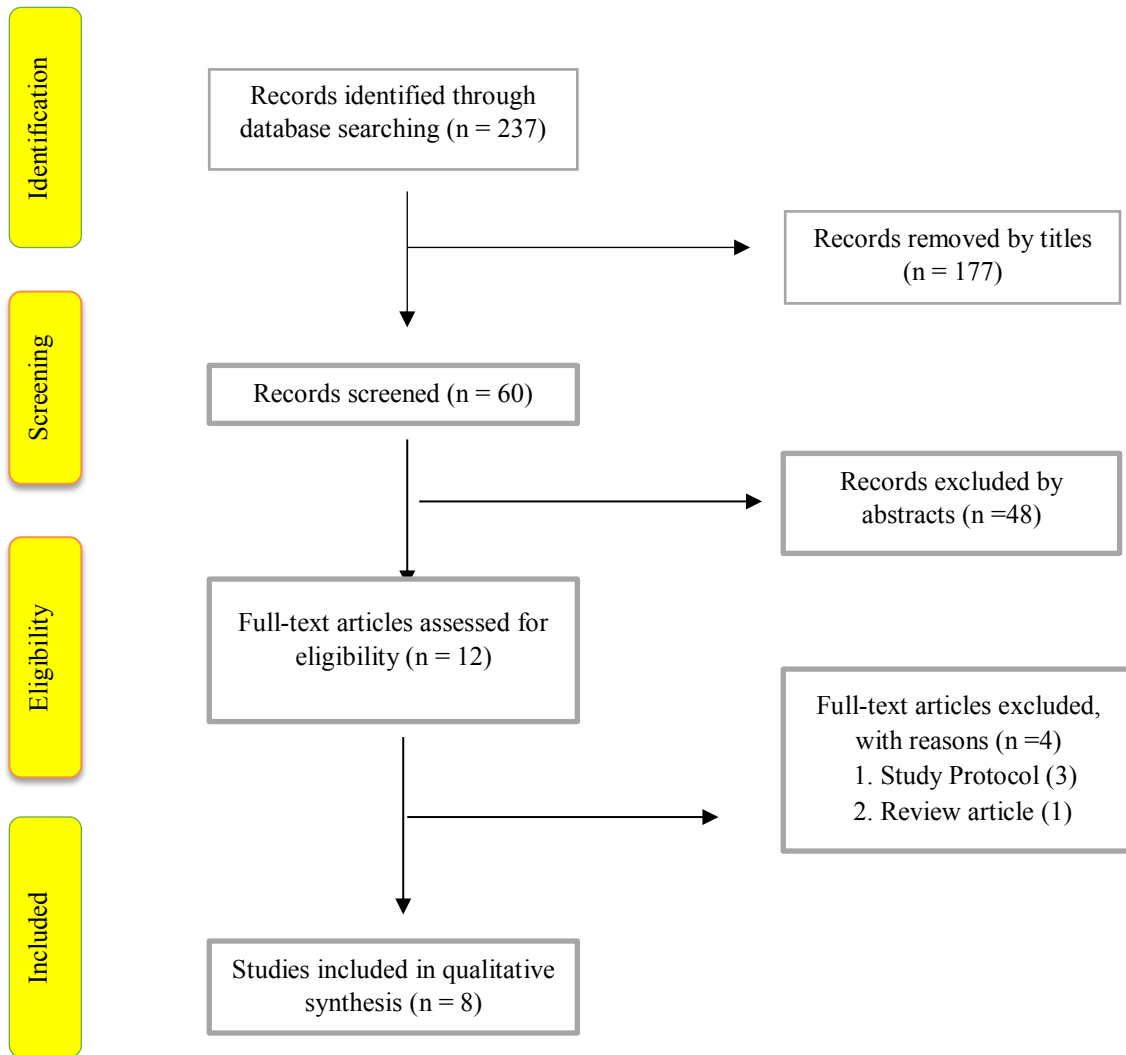 Identification
Records identified through
database searching (n = 237)
Records removed by titles
(n = 177)
Screening
Records screened (n = 60)
Records excluded by
abstracts (n =48)
Eligibility
Full-text articles assessed for
eligibility (n = 12)
Full-text articles excluded,
with reasons (n =4)
1. Study Protocol (3)
2. Review article (1)
Included
Studies included in qualitative
synthesis (n = 8)